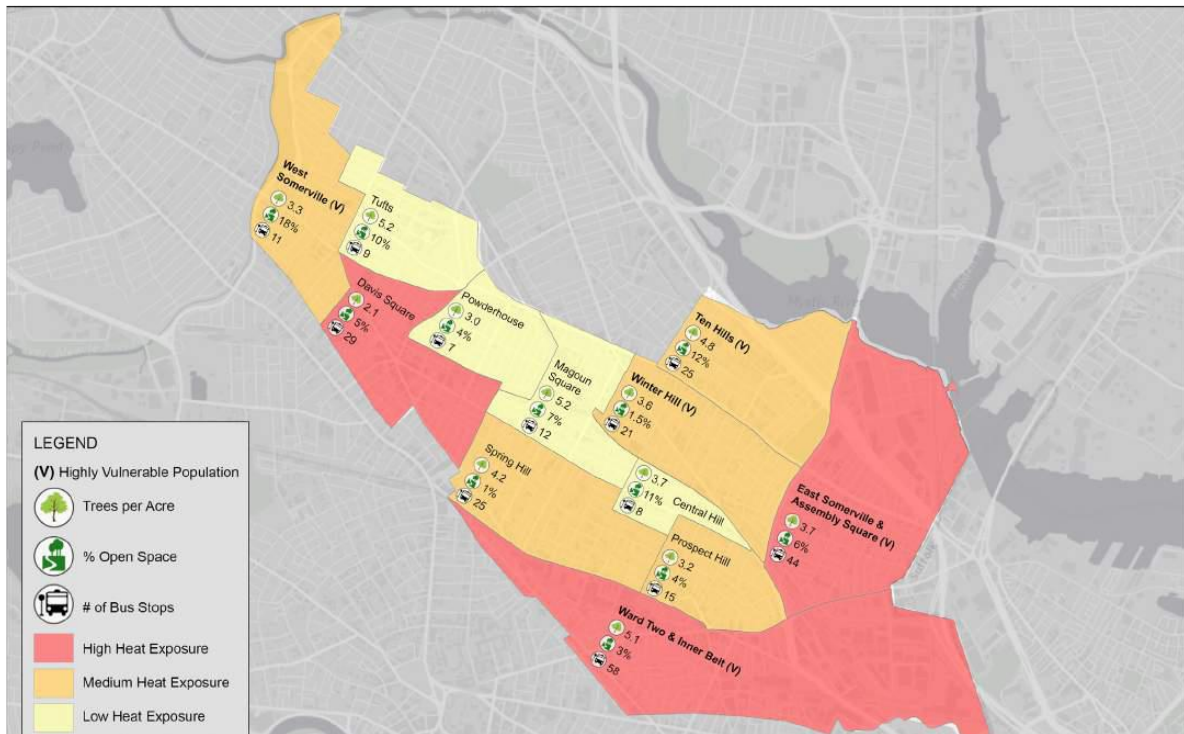 West
Somerville (V)
3.3
18%
11
Tufts
5.2
10%
9
Davis Square
2.1
5%
29
Powderhouse
3.0
4%
7
Magoun
Square
5.2
7%
12
Ten Hills (V)
4.8
12%
25
Winter Hill (V)
3.6
1.5%
21
Spring Hill
4.2
1%
25
3.7
11%
Central Hill
8
East Somerville &
Assembly Square (V)
3.7
6%
44
Prospect Hill
3.2
4%
15
Ward Two & Inner Belt (V)
5.1
3%
58
LEGEND
(V) Highly Vulnerable Population
Trees per Acre
% Open Space
# of Bus Stops
High Heat Exposure
Medium Heat Exposure
Low Heat Exposure